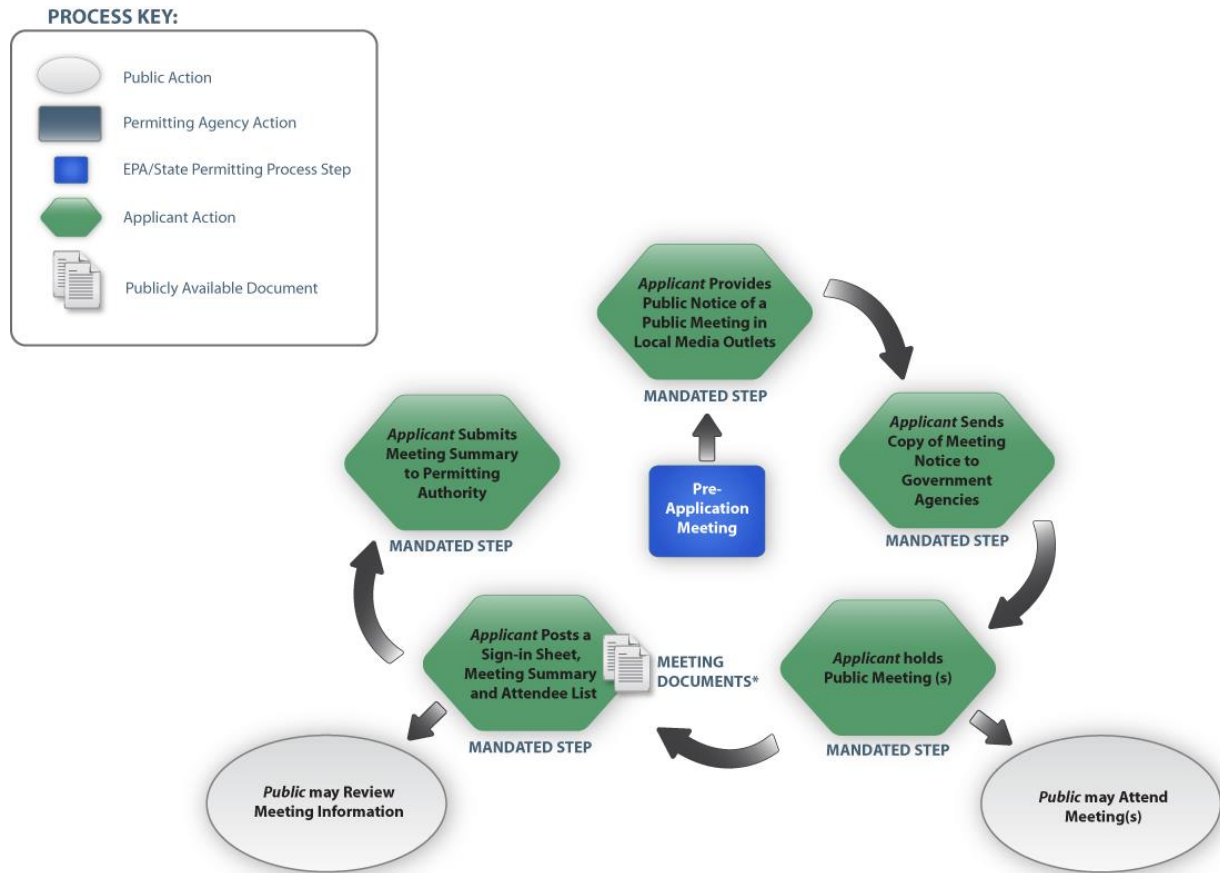 PROCESS KEY:
Public Action
Permitting Agency Action
EPA/State Permitting Process Step
Applicant Action
Publicly Available Document
Applicant Provides
Public Notice of a
Public Meeting in
Local Media Outlets
MANDATED STEP
Applicant Sends
Copy of Meeting
Notice to
Government
Agencies
MANDATED STEP
Applicant Submits
Meeting Summary
to Permitting
Authority
MANDATED STEP
Pre-
Application
Meeting
Applicant Posts a
Sign-in Sheet,
Meeting Summary
and Attendee List
MANDATED STEP
MEETING
DOCUMENTS*
Applicant holds
Public Meeting (s)
MANDATED STEP
Public may Review
Meeting Information
Public may Attend
Meeting(s)